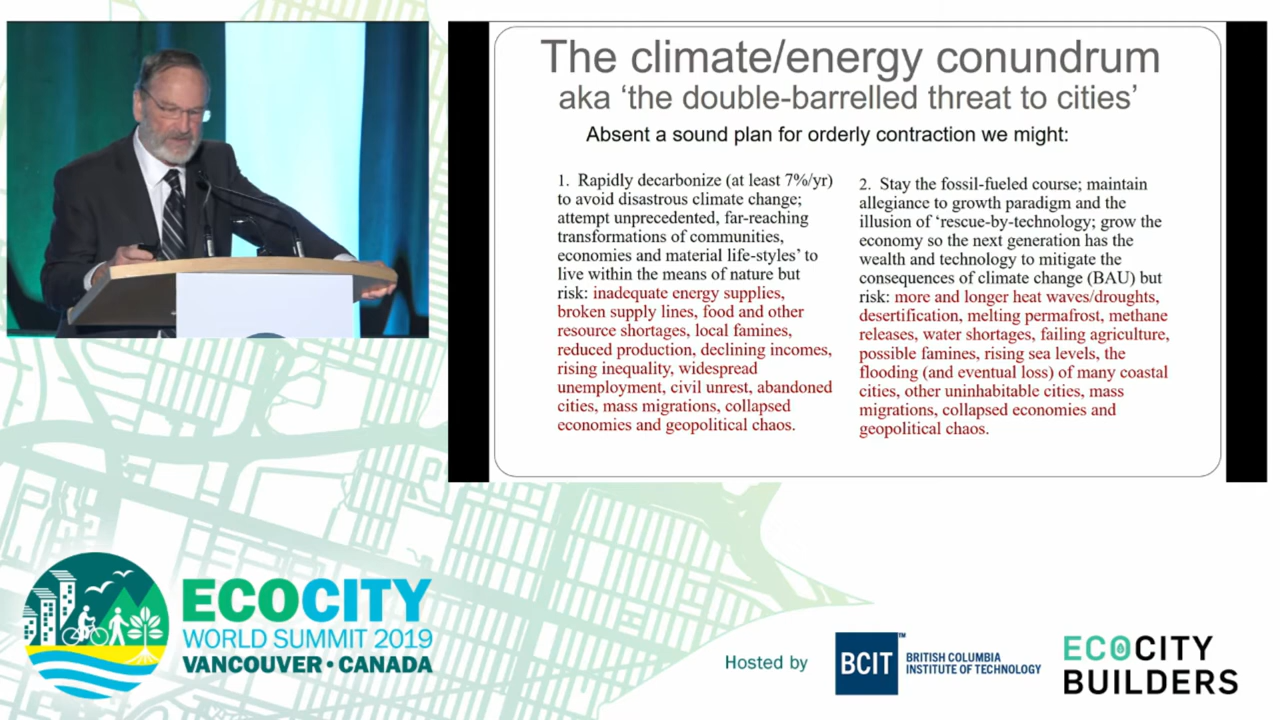 The climate/energy conundrum
aka ‘the double-barrelled threat to cities’
Absent a sound plan for orderly contraction we might:
1. Rapidly decarbonize (at least 7%/yr)
to avoid disastrous climate change;
attempt unprecedented, far-reaching
transformations of communities,
economies and material life-styles’ to
live within the means of nature but
risk: inadequate energy supplies,
broken supply lines, food and other
resource shortages, local famines,
reduced production, declining incomes,
rising inequality, widespread
unemployment, civil unrest, abandoned
cities, mass migrations, collapsed
economies and geopolitical chaos.
2. Stay the fossil-fueled course; maintain
allegiance to growth paradigm and the
illusion of ‘rescue-by-technology; grow the
economy so the next generation has the
wealth and technology to mitigate the
consequences of climate change (BAU) but
risk: more and longer heat waves/droughts,
desertification, melting permafrost, methane
releases, water shortages, failing agriculture,
possible famines, rising sea levels, the
flooding (and eventual loss) of many coastal
cities, other uninhabitable cities, mass
migrations, collapsed economies and
geopolitical chaos.
ECOCITY
WORLD SUMMIT 2019
VANCOUVER • CANADA
Hosted by
BCIT™
BRITISH COLUMBIA
INSTITUTE OF TECHNOLOGY
ECOCITY
BUILDERS